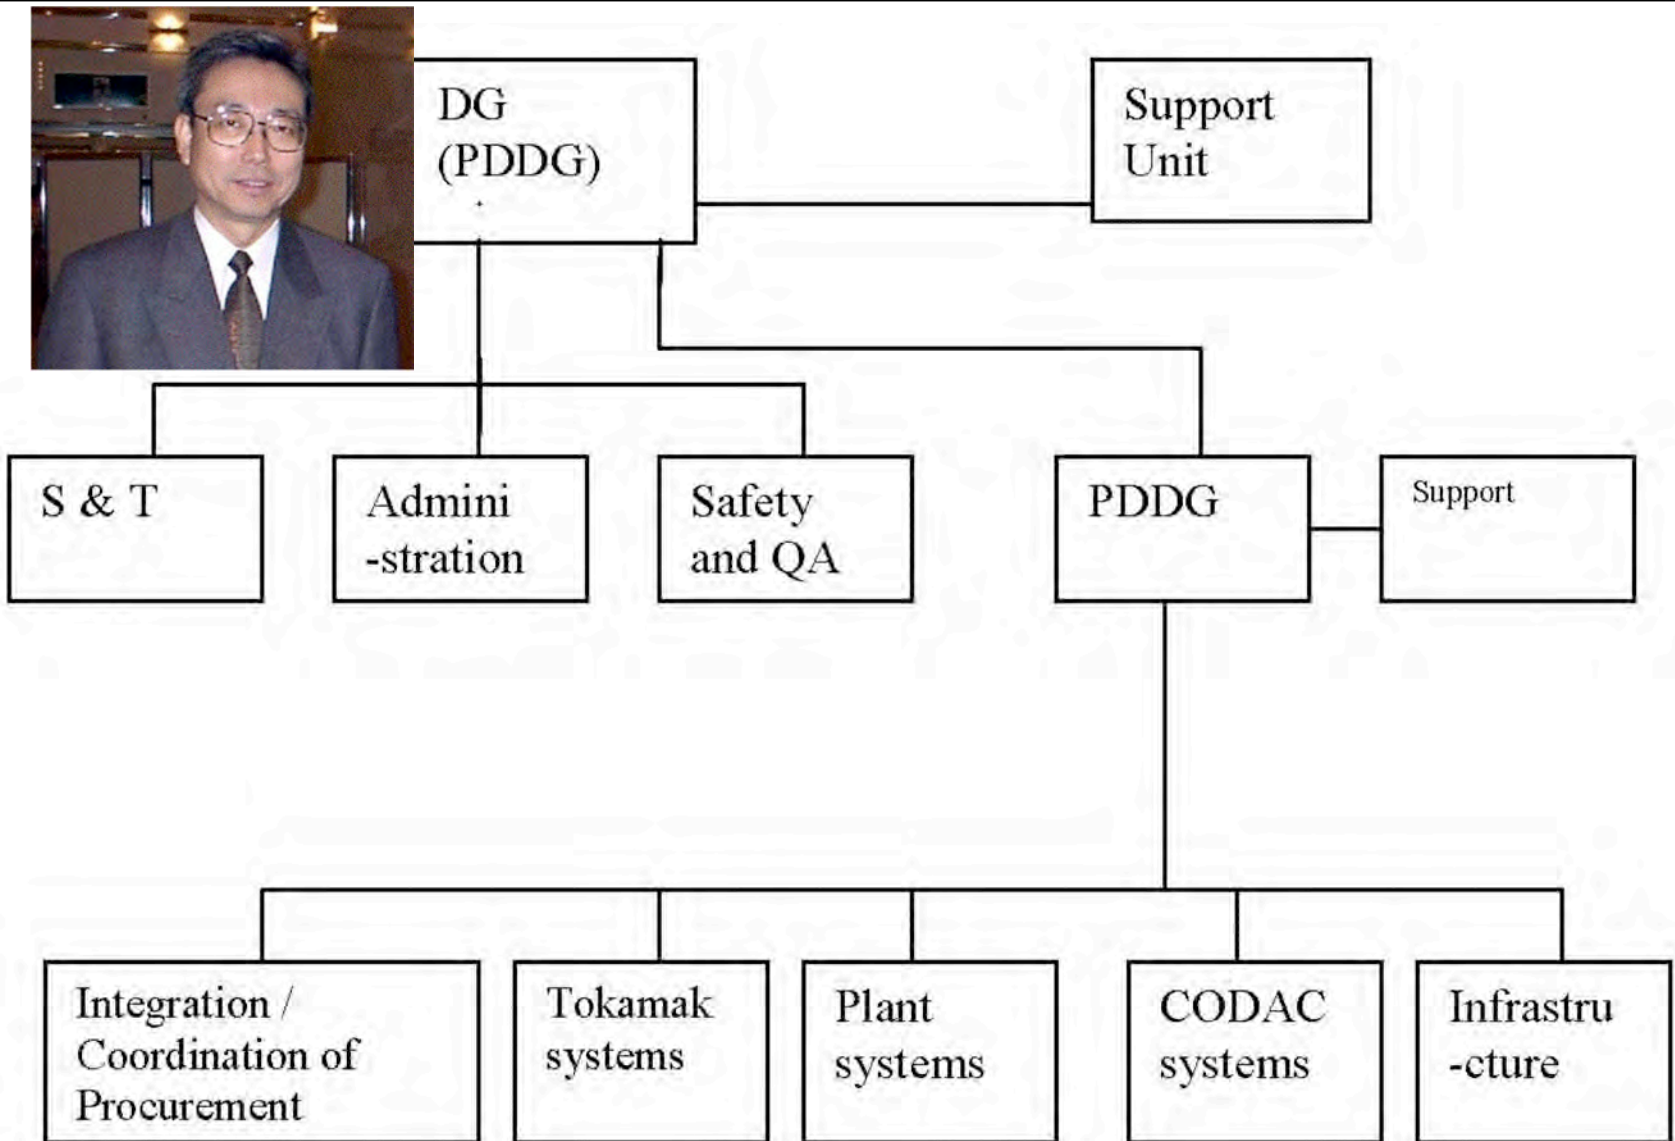 DG
(PDDG)
Support
Unit
S & T
Admini
-stration
Safety
and QA
PDDG
Support
Integration /
Coordination of
Procurement
Tokamak
systems
Plant
systems
CODAC
systems
Infrastru
-cture